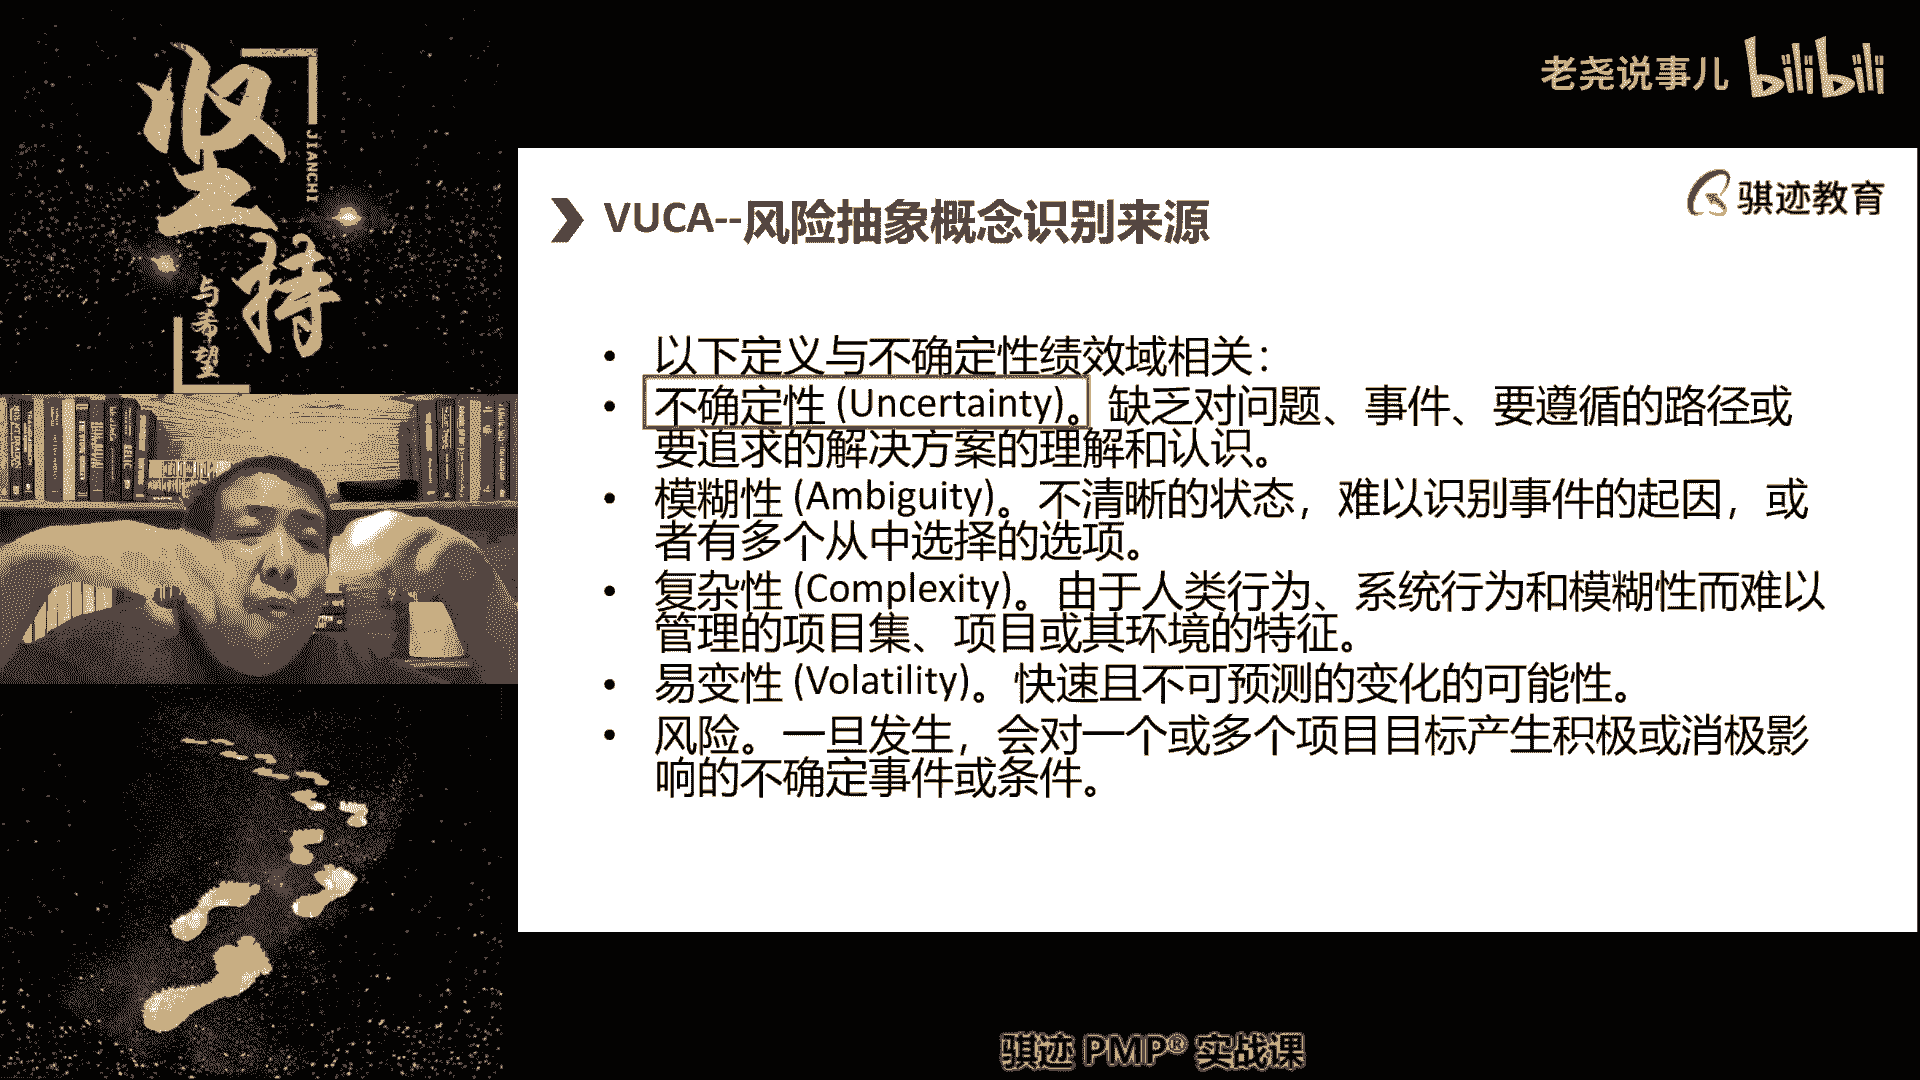 坚持
JIANCHI
与希望
老尧说事儿 bilibili
骐迹教育
VUCA--风险抽象概念识别来源
• 以下定义与不确定性绩效域相关：
• 不确定性 (Uncertainty)。缺乏对问题、事件、要遵循的路径或
要追求的解决方案的理解和认识。
• 模糊性 (Ambiguity)。不清晰的状态，难以识别事件的起因，或
者有多个从中选择的选项。
• 复杂性 (Complexity)。由于人类行为、系统行为和模糊性而难以
管理的项目集、项目或其环境的特征。
• 易变性 (Volatility)。快速且不可预测的变化的可能性。
• 风险。一旦发生，会对一个或多个项目目标产生积极或消极影
响的不确定事件或条件。
骐迹 PMP® 实战课